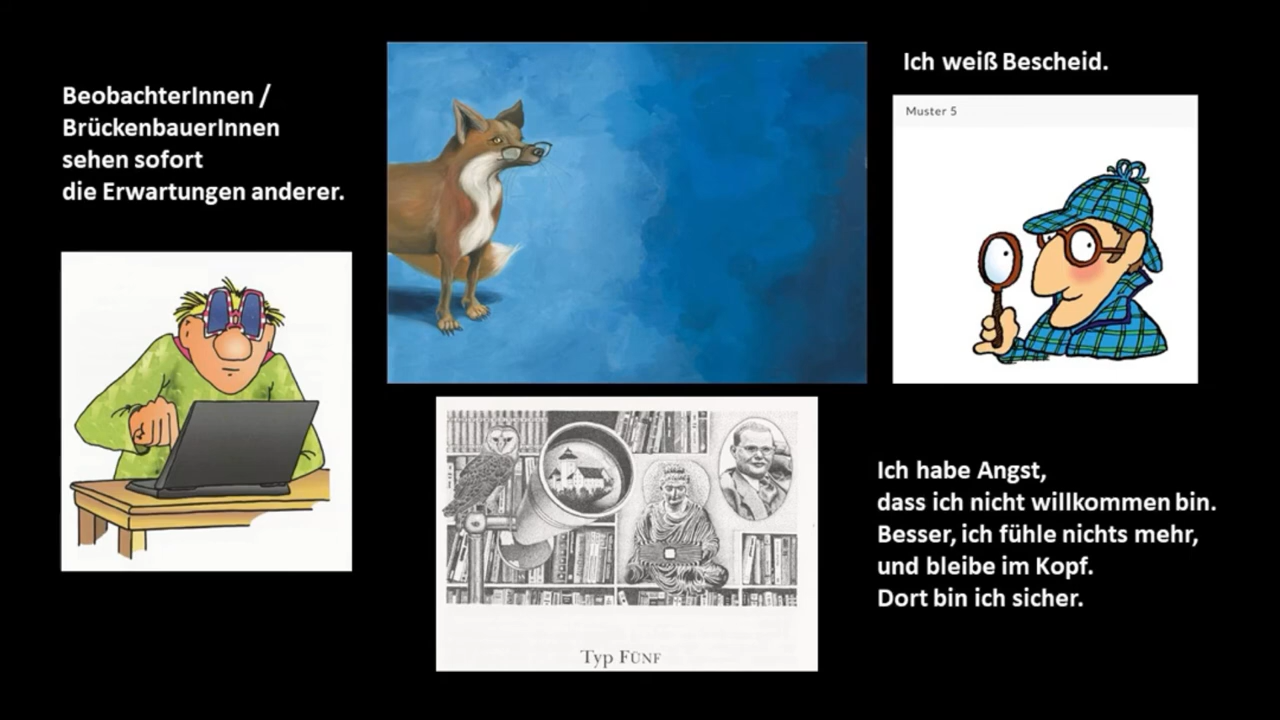 BeobachterInnen /
BrückenbauerInnen
sehen sofort
die Erwartungen anderer.
Ich weiß Bescheid.
Muster 5
Typ FÜNF
Ich habe Angst,
dass ich nicht willkommen bin.
Besser, ich fühle nichts mehr,
und bleibe im Kopf.
Dort bin ich sicher.